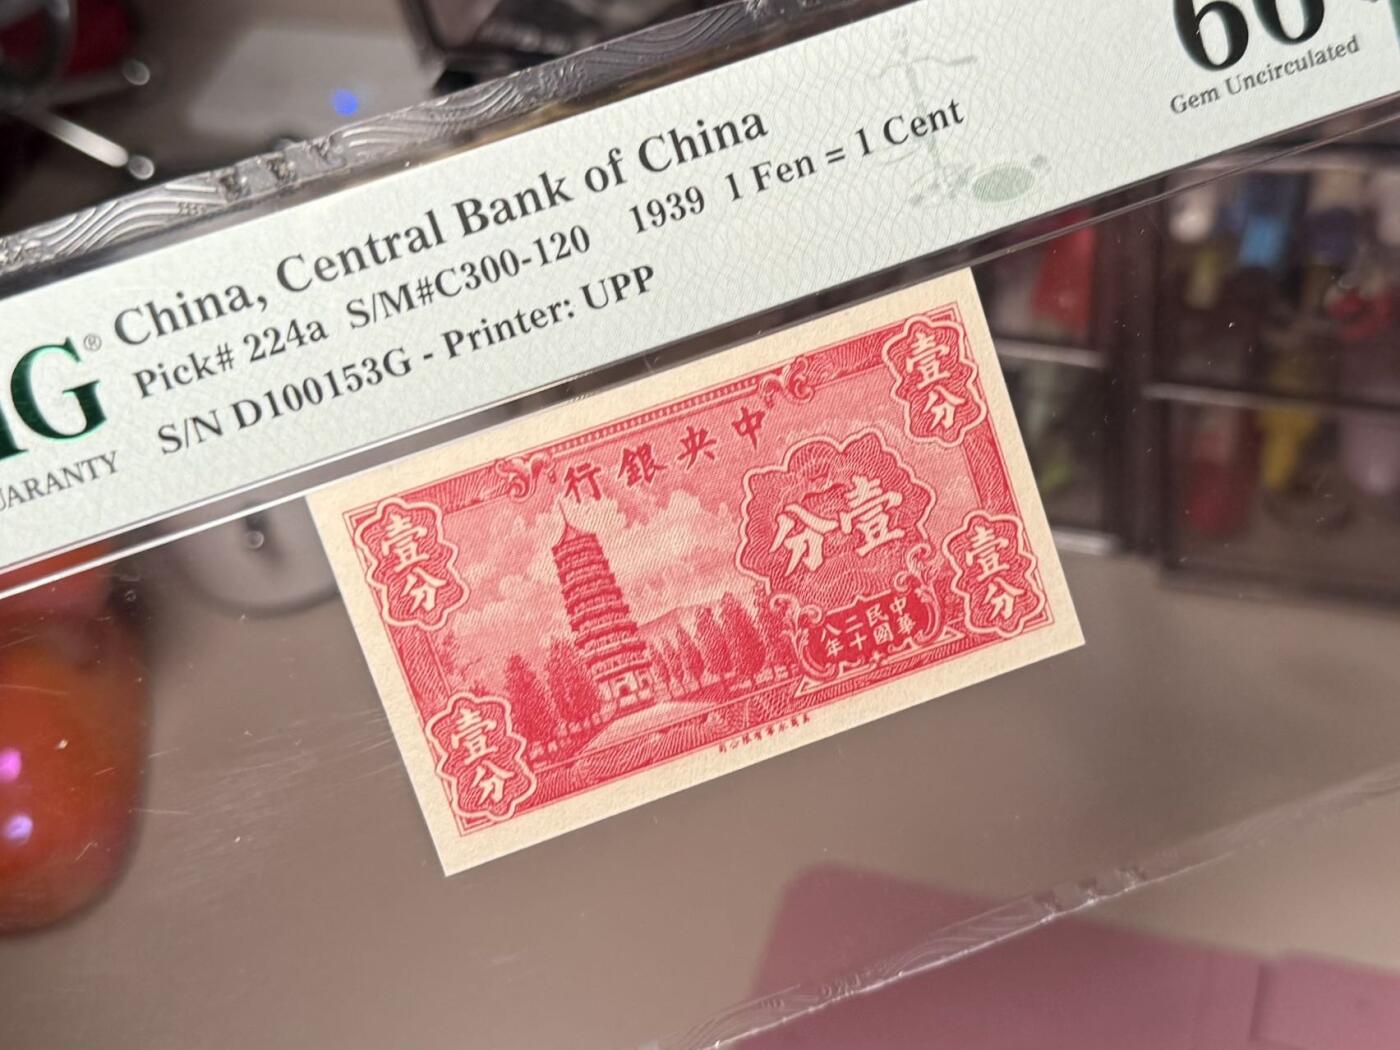 66
Gem Uncirculated
China, Central Bank of China
Pick# 224a S/M#C300-120 1939 1 Fen = 1 Cent
S/N D100153G - Printer: UPP
中央銀行
壹分
壹分
壹分
壹分
壹分
中華民國二十八年